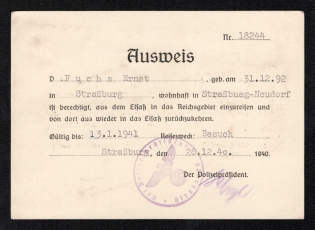 Nr. 18244
Ausweis
D. Fuchs Ernst geb. am 31.12.92
in Straßburg, wohnhaft in Straßbueg-Neudorf
ist berechtigt, aus dem Elsaß in das Reichsgebiet einzureisen und
von dort aus wieder in das Elsaß zurückzukehren.
Gültig bis: 13.1.1941 Reisezweck: Besuch
Straßburg, den 28.12.4o. 1940.
Der Polizeipräsident.